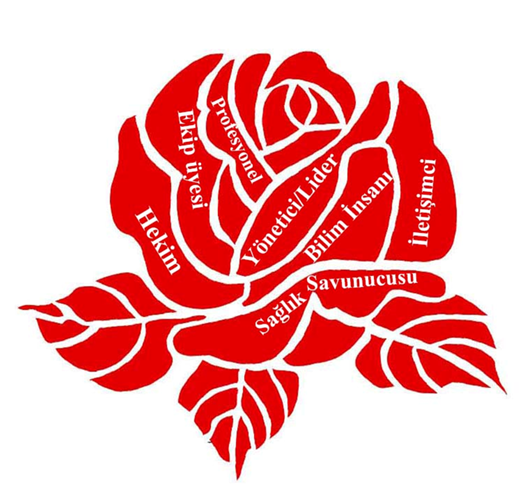 Profesyonel
Ekip üyesi
Yönetici/Lider
Bilim İnsanı
İletişimci
Hekim
Sağlık Savunucusu